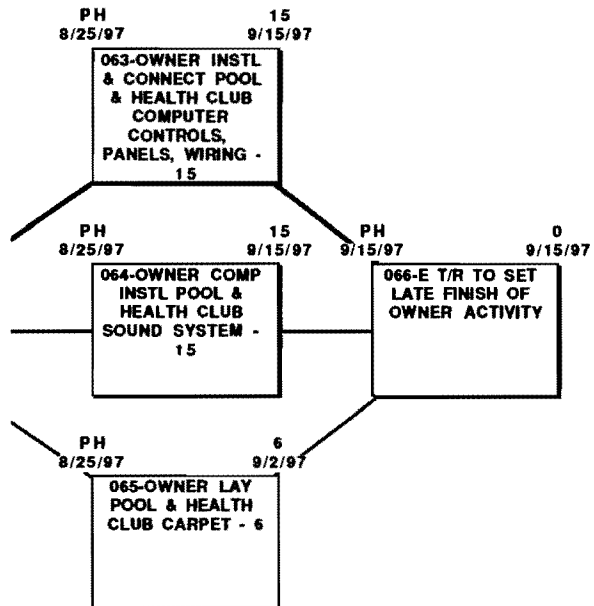 PH 15
8/25/97 9/15/97
063-OWNER INSTL
& CONNECT POOL
& HEALTH CLUB
COMPUTER
CONTROLS,
PANELS, WIRING -
15
PH 15 PH 0
8/25/97 9/15/97 9/15/97 9/15/97
064-OWNER COMP
INSTL POOL &
HEALTH CLUB
SOUND SYSTEM -
15
066-E T/R TO SET
LATE FINISH OF
OWNER ACTIVITY
PH 6
8/25/97 9/2/97
065-OWNER LAY
POOL & HEALTH
CLUB CARPET - 6